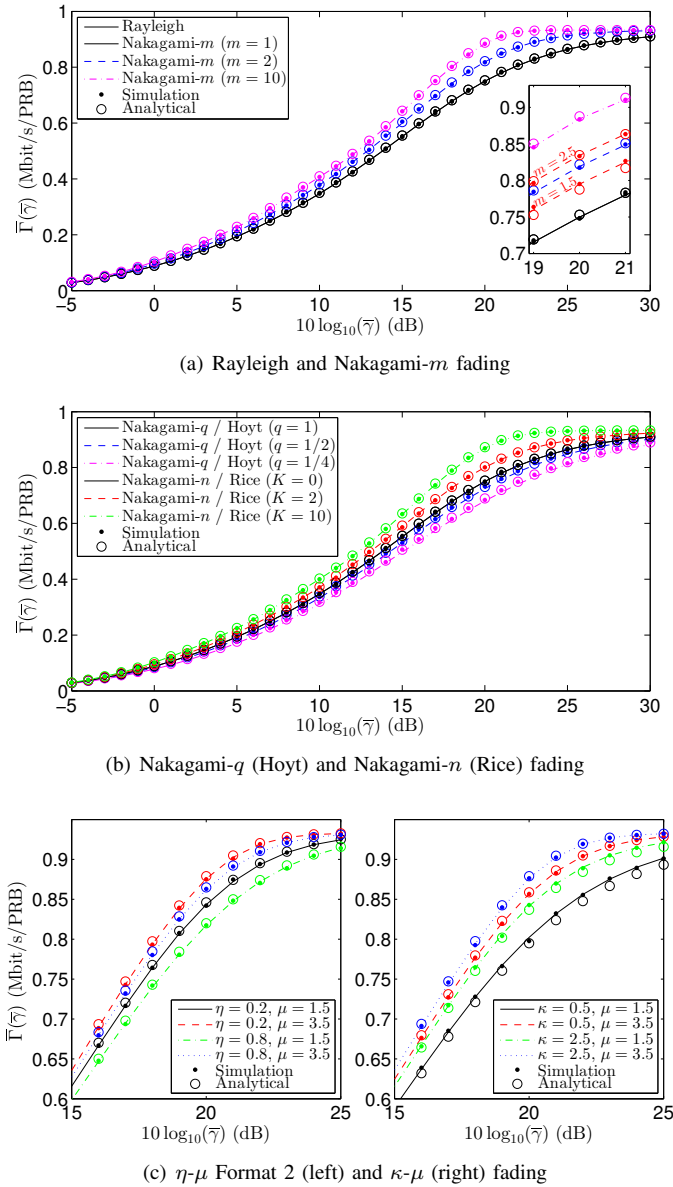 Γ̅(γ̅) (Mbit/s/PRB)
1
0.8
0.6
0.4
0.2
0
Rayleigh
Nakagami-m (m = 1)
Nakagami-m (m = 2)
Nakagami-m (m = 10)
Simulation
Analytical
0.9
0.85
0.8
0.75
0.7
m = 2.5
m = 1.5
19 20 21
-5 0 5 10 15 20 25 30
10 log10(γ̅) (dB)
(a) Rayleigh and Nakagami-m fading
Γ̅(γ̅) (Mbit/s/PRB)
1
0.8
0.6
0.4
0.2
0
Nakagami-q / Hoyt (q = 1)
Nakagami-q / Hoyt (q = 1/2)
Nakagami-q / Hoyt (q = 1/4)
Nakagami-n / Rice (K = 0)
Nakagami-n / Rice (K = 2)
Nakagami-n / Rice (K = 10)
Simulation
Analytical
-5 0 5 10 15 20 25 30
10 log10(γ̅) (dB)
(b) Nakagami-q (Hoyt) and Nakagami-n (Rice) fading
Γ̅(γ̅) (Mbit/s/PRB)
0.9
0.85
0.8
0.75
0.7
0.65
0.6
η = 0.2, μ = 1.5
η = 0.2, μ = 3.5
η = 0.8, μ = 1.5
η = 0.8, μ = 3.5
Simulation
Analytical
15 20 25
10 log10(γ̅) (dB)
0.9
0.85
0.8
0.75
0.7
0.65
0.6
κ = 0.5, μ = 1.5
κ = 0.5, μ = 3.5
κ = 2.5, μ = 1.5
κ = 2.5, μ = 3.5
Simulation
Analytical
15 20 25
10 log10(γ̅) (dB)
(c) η-μ Format 2 (left) and κ-μ (right) fading